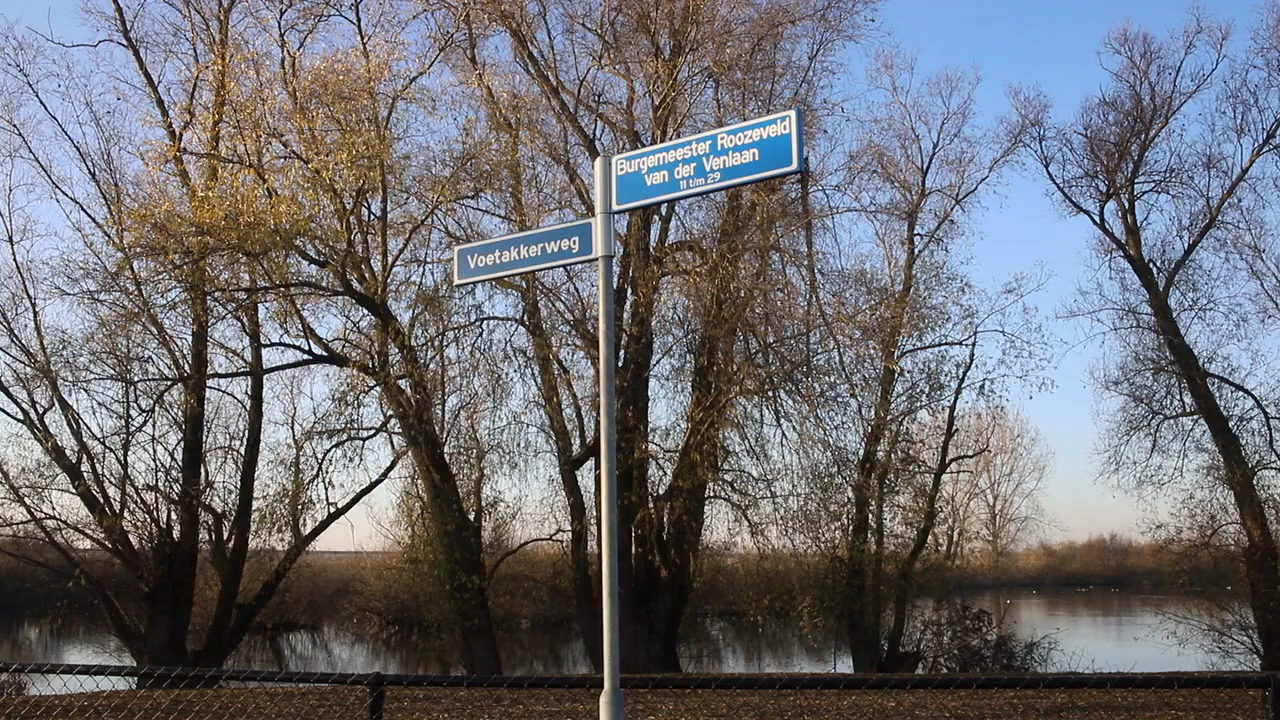 Burgemeester Roozeveld
van der Venlaan
11 t/m 29
Voetakkerweg